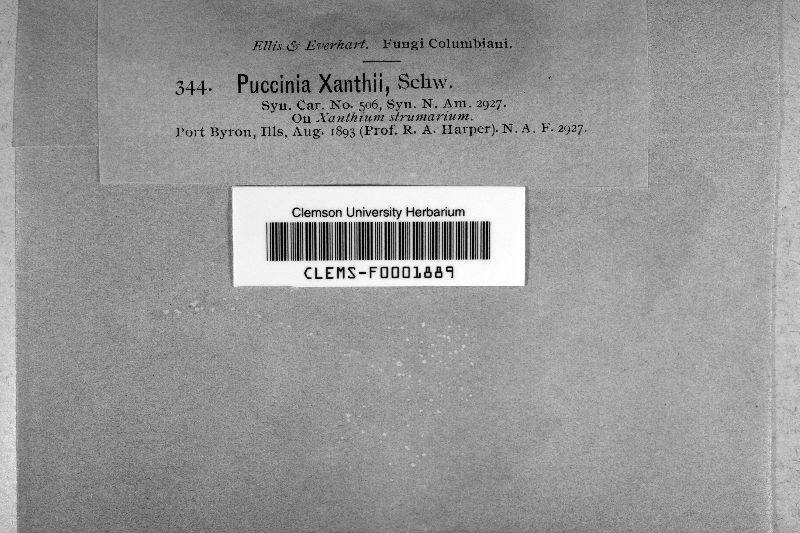 Ellis & Everhart. Fungi Columbiani.
344. Puccinia Xanthii, Schw.
Syn. Car. No. 506, Syn. N. Am. 2927.
On Xanthium strumarium.
Port Byron, Ills, Aug. 1893 (Prof. R. A. Harper). N. A. F. 2927.
Clemson University Herbarium
CLEMS-F0001889